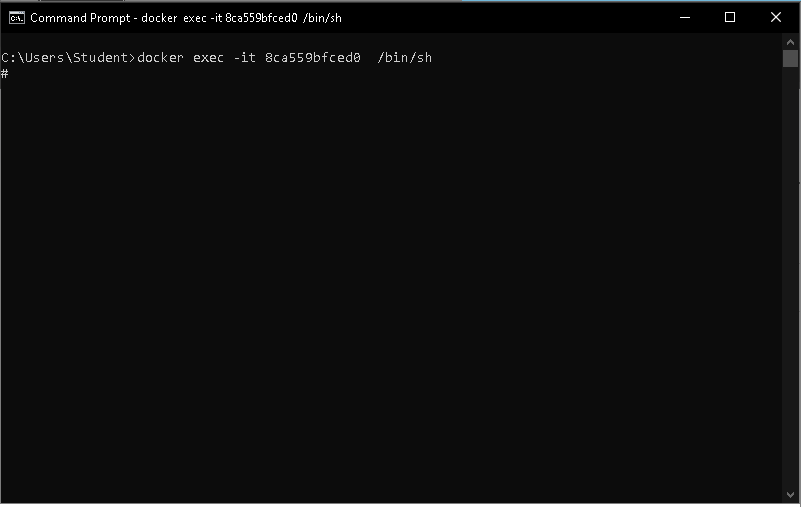 Command Prompt - docker  exec -it 8ca559bfced0  /bin/sh
C:\Users\Student>docker exec -it 8ca559bfced0  /bin/sh
#